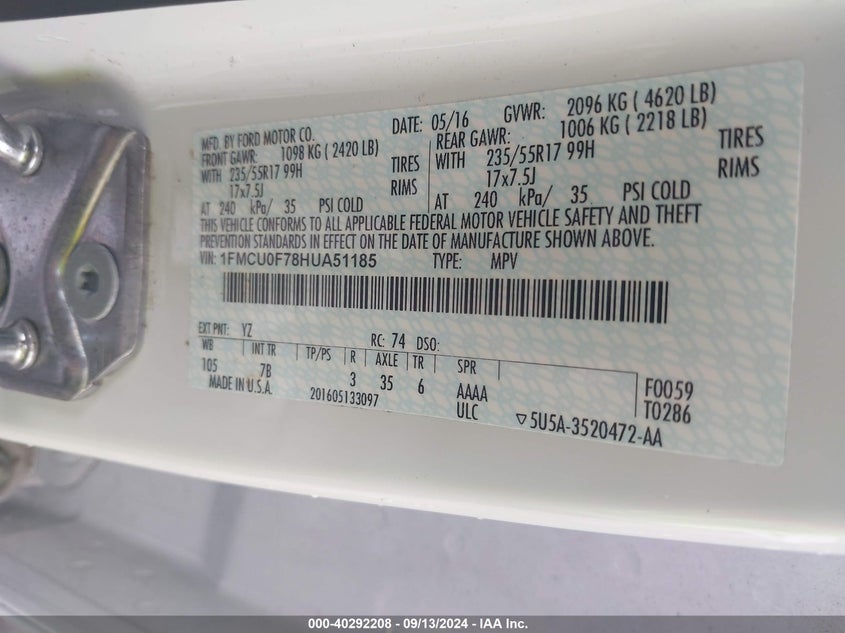 MFD. BY FORD MOTOR CO.
DATE: 05/16 GVWR: 2096 KG ( 4620 LB)
FRONT GAWR: 1098 KG ( 2420 LB) REAR GAWR: 1006 KG ( 2218 LB)
WITH 235/55R17 99H TIRES WITH 235/55R17 99H TIRES
17x7.5J RIMS 17x7.5J RIMS
AT 240 kPa/ 35 PSI COLD AT 240 kPa/ 35 PSI COLD
THIS VEHICLE CONFORMS TO ALL APPLICABLE FEDERAL MOTOR VEHICLE SAFETY AND THEFT
PREVENTION STANDARDS IN EFFECT ON THE DATE OF MANUFACTURE SHOWN ABOVE.
VIN: 1FMCU0F78HUA51185 TYPE: MPV
EXT PNT: YZ RC: 74 DSO:
WB INT TR TP/PS R AXLE TR SPR
105 7B 3 35 6 AAAA F0059
MADE IN U.S.A. 201605133097 ULC T0286
▽5U5A-3520472-AA
000-40292208 - 09/13/2024 - IAA Inc.